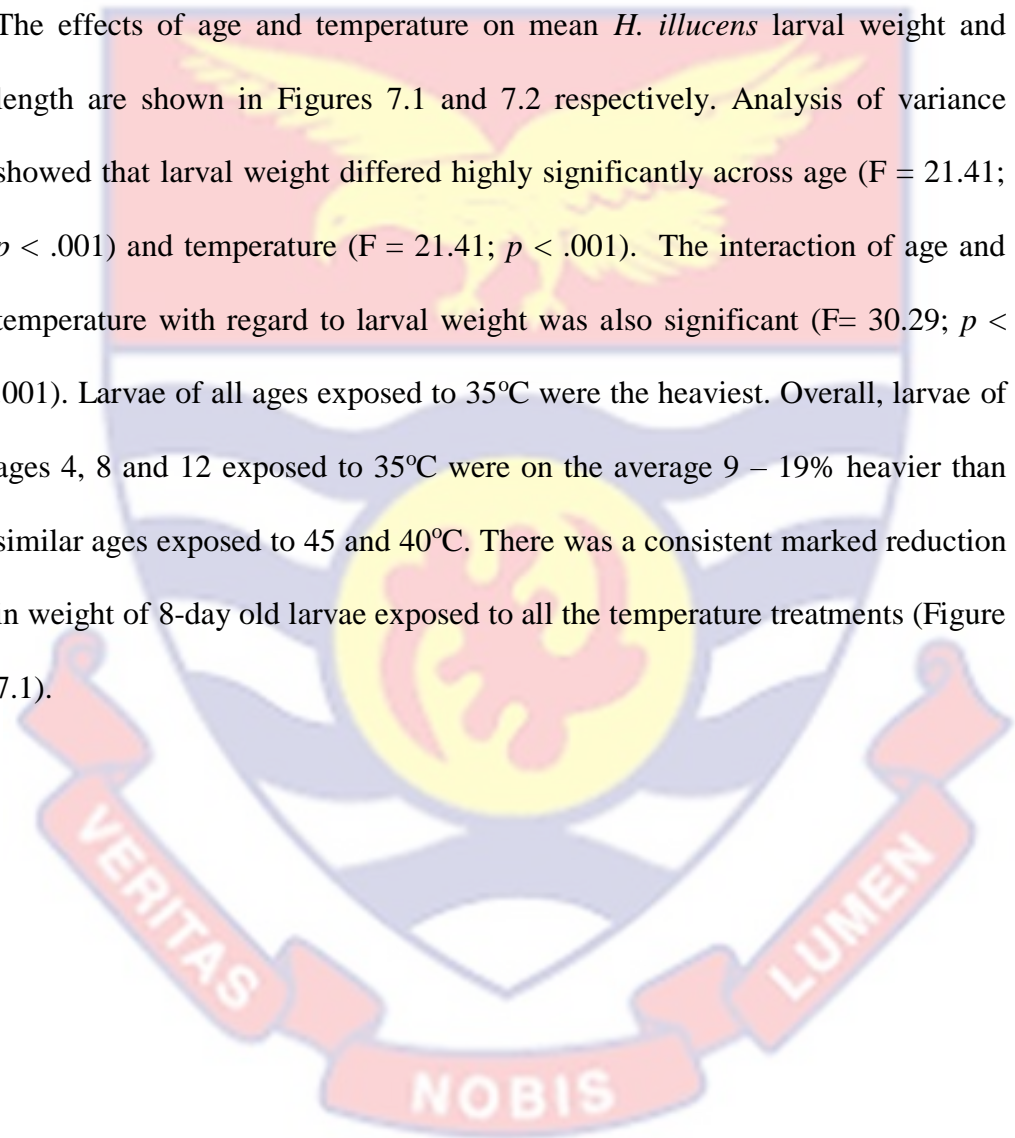 The effects of age and temperature on mean H. illucens larval weight and
length are shown in Figures 7.1 and 7.2 respectively. Analysis of variance
showed that larval weight differed highly significantly across age (F = 21.41;
p < .001) and temperature (F = 21.41; p < .001). The interaction of age and
temperature with regard to larval weight was also significant (F= 30.29; p <
.001). Larvae of all ages exposed to 35°C were the heaviest. Overall, larvae of
ages 4, 8 and 12 exposed to 35°C were on the average 9 – 19% heavier than
similar ages exposed to 45 and 40°C. There was a consistent marked reduction
in weight of 8-day old larvae exposed to all the temperature treatments (Figure
7.1).
VERITAS
NOBIS
LUMEN